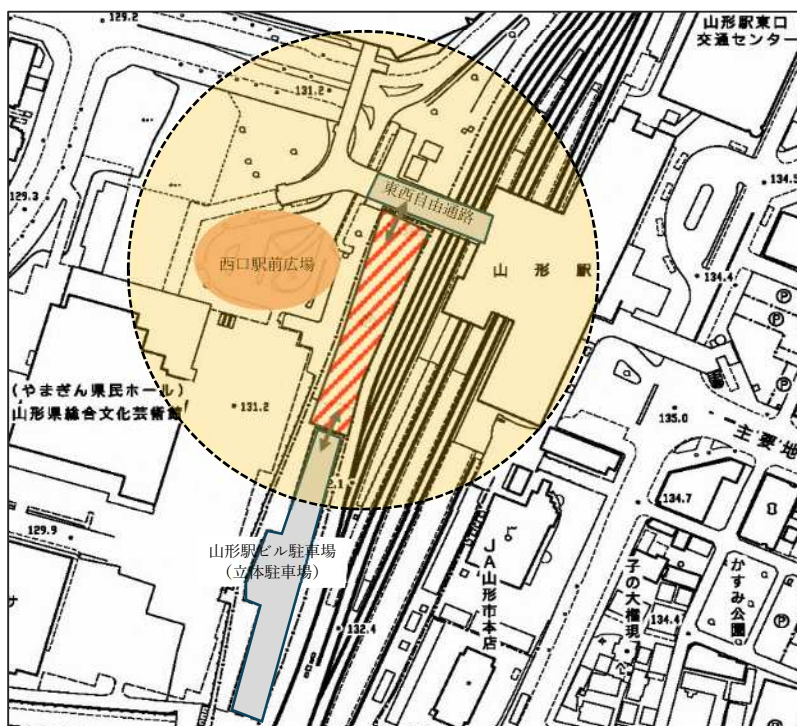 129.2
山形駅東口
交通センター
131.2
129.3
134.5
東西自由通路
西口駅前広場
山形駅
134.4
P
P
(やまぎん県民ホール)
山形県総合文化芸術館
131.2
135.0
主要地
2.1
134.7
129.9
山形駅ビル駐車場
(立体駐車場)
JA山形市本店
子の大権現
かすみ公園
134.4
P
132.4
P